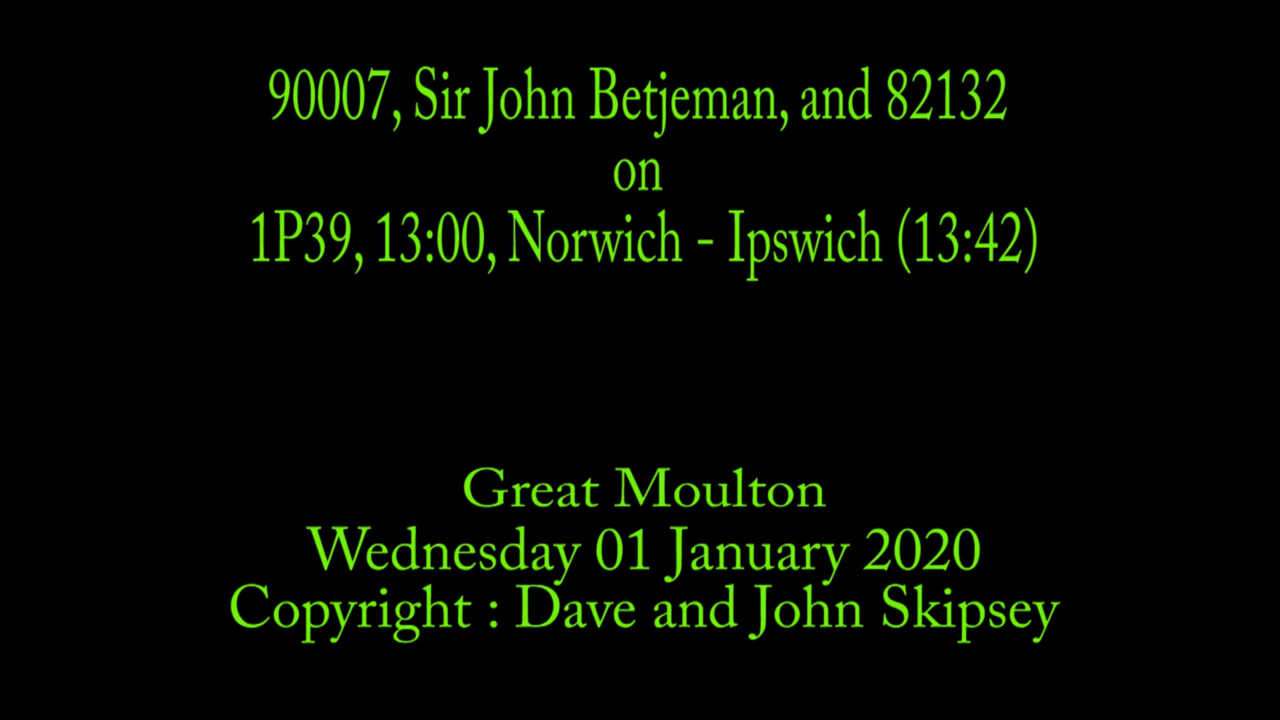 90007, Sir John Betjeman, and 82132
on
1P39, 13:00, Norwich - Ipswich (13:42)
Great Moulton
Wednesday 01 January 2020
Copyright : Dave and John Skipsey